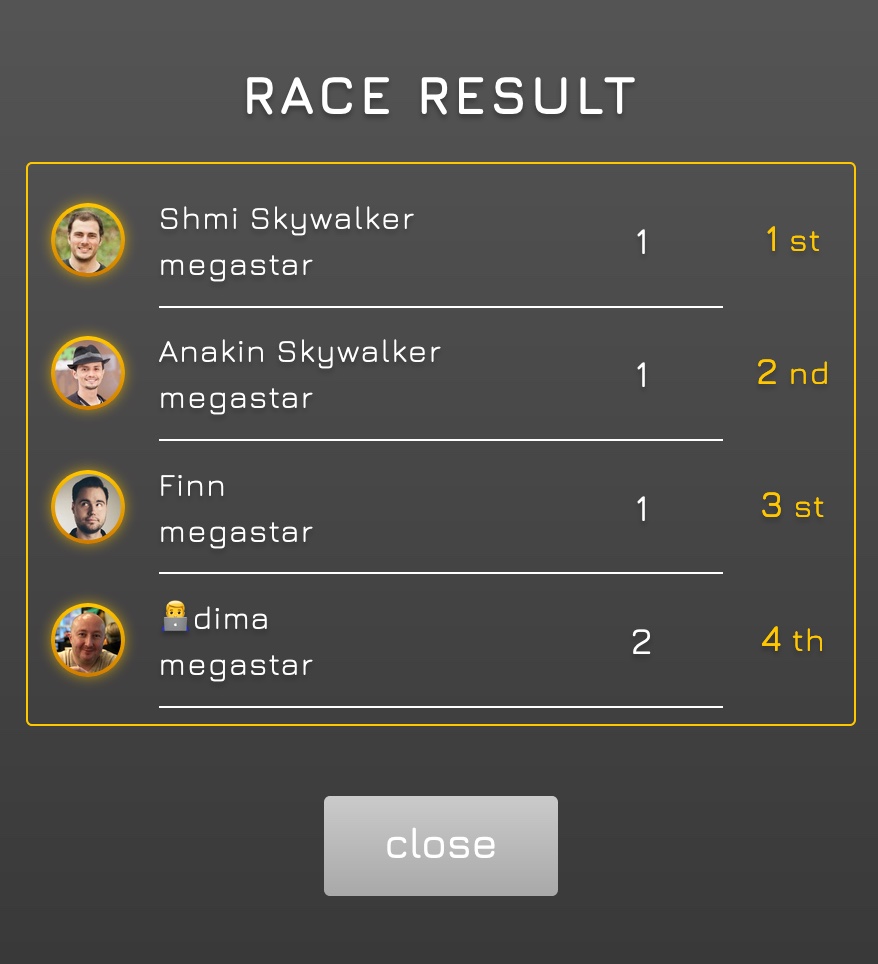 RACE RESULT
Shmi Skywalker
megastar
1
1 st
Anakin Skywalker
megastar
1
2 nd
Finn
megastar
1
3 st
👨‍💻dima
megastar
2
4 th
close